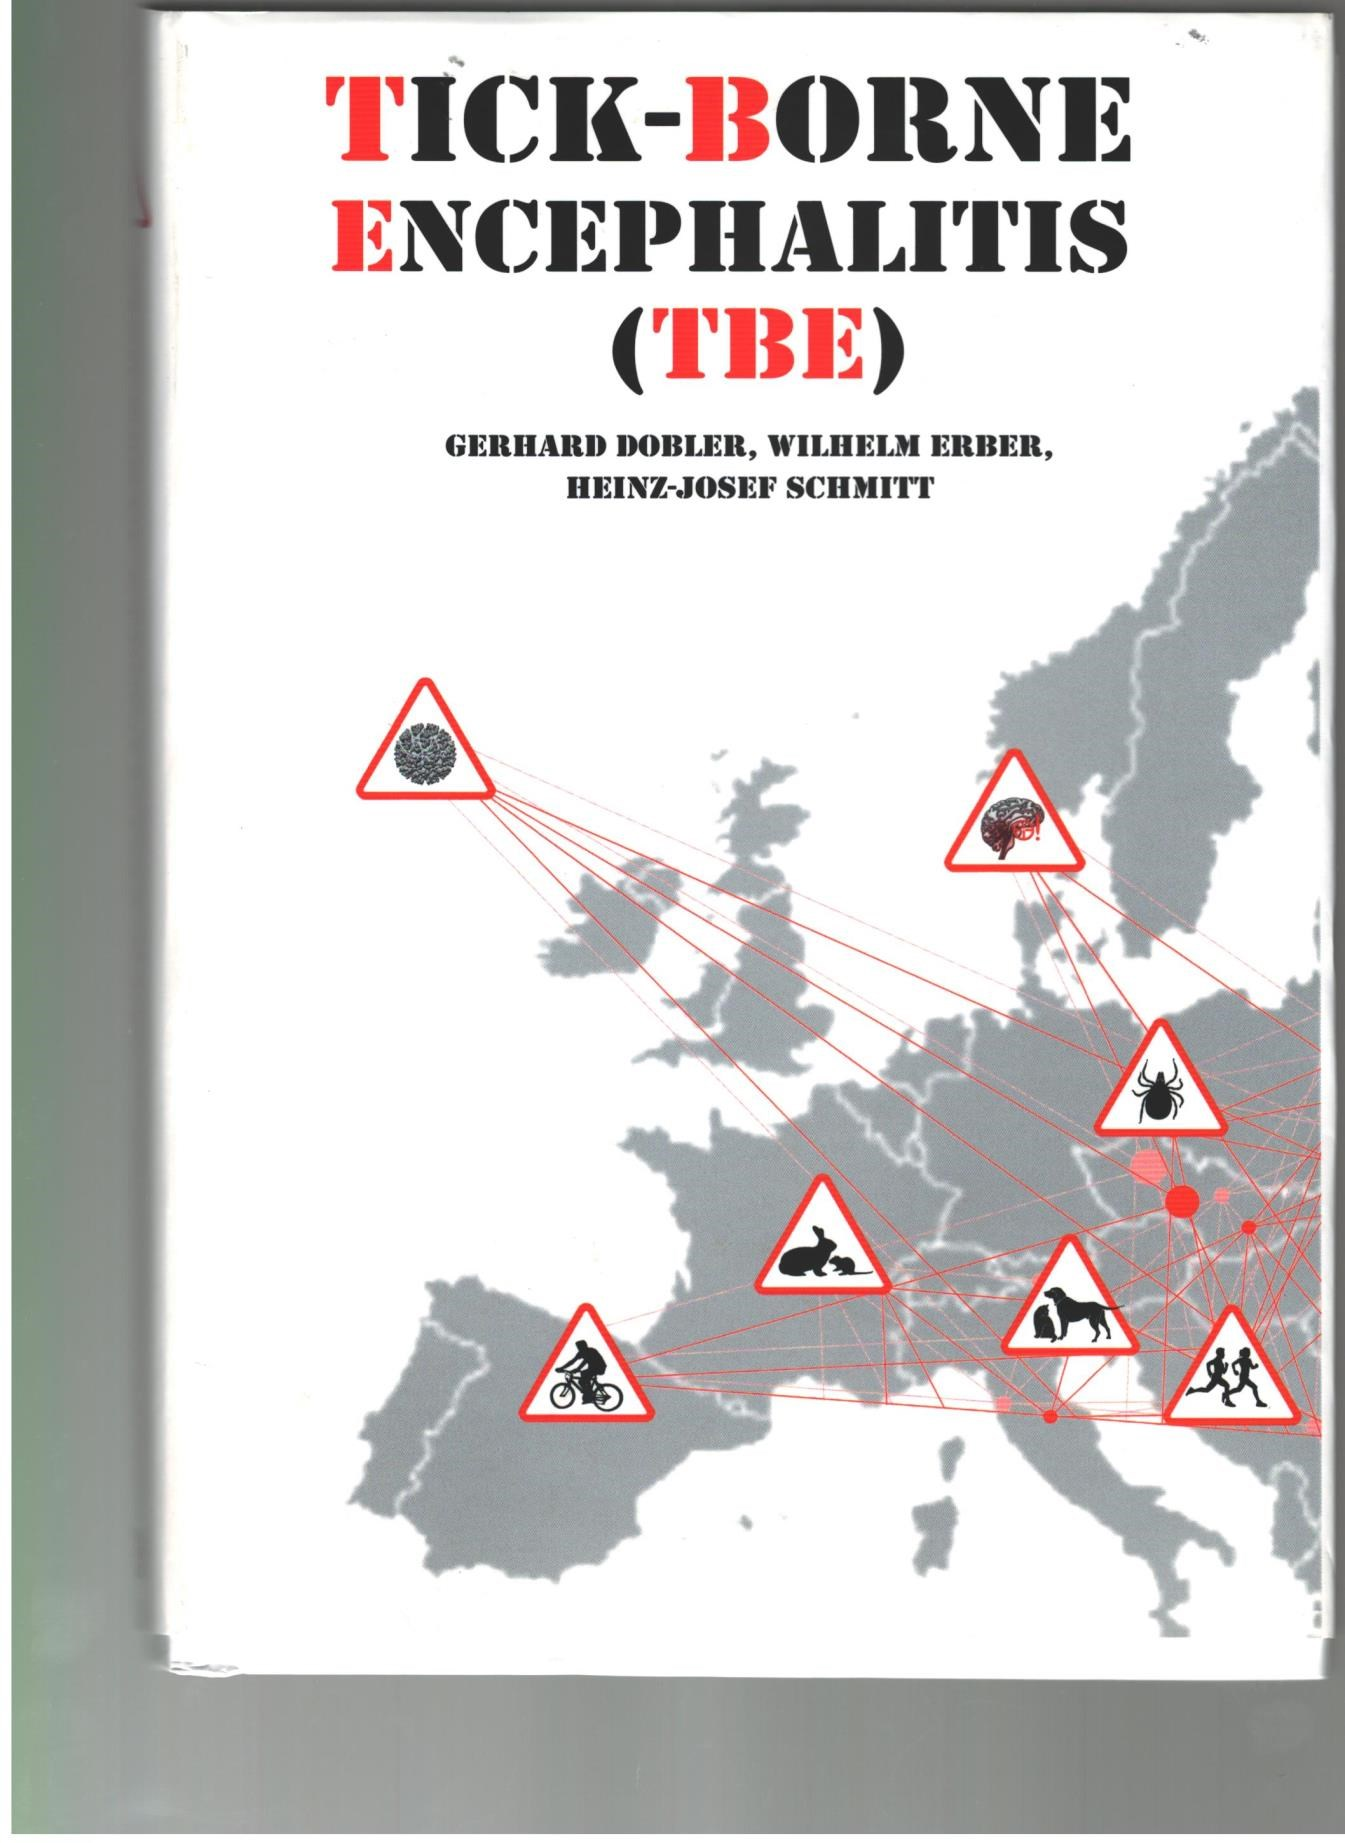 TICK-BORNE
ENCEPHALITIS
(TBE)
GERHARD DOBLER, WILHELM ERBER,
HEINZ-JOSEF SCHMITT